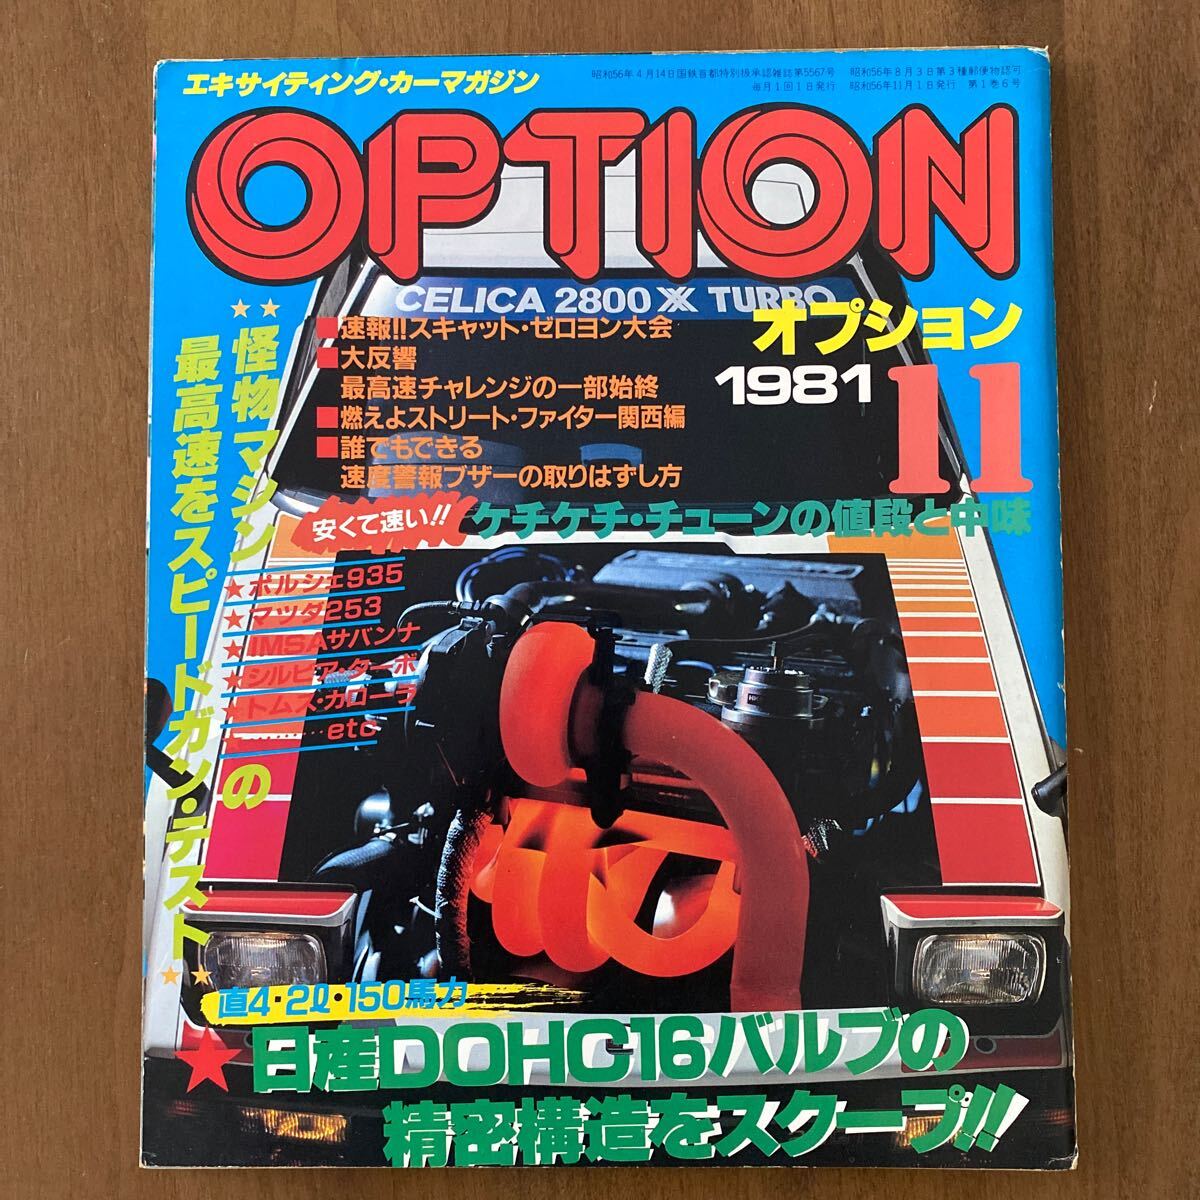 エキサイティング・カーマガジン
昭和56年4月14日国鉄首都特別扱承認雑誌第5567号 昭和56年8月3日第3種郵便物認可
毎月1回1日発行 昭和56年11月1日発行 第1巻6号
OPTION
CELICA 2800 XX TURBO
オプション
1981 11
■速報!!スキャット・ゼロヨン大会
■大反響
最高速チャレンジの一部始終
■燃えよストリート・ファイター関西編
■誰でもできる
速度警報ブザーの取りはずし方
安くて速い!! ケチケチ・チューンの値段と中味
★★怪物マシンの
最高速をスピードガン・テスト★★
★ポルシェ935
★マツダ253
★IMSAサバンナ
★シルビア・ターボ
★トムス・カローラ
★………etc
HKS
直4・2ℓ・150馬力
★日産DOHC16バルブの
精密構造をスクープ!!